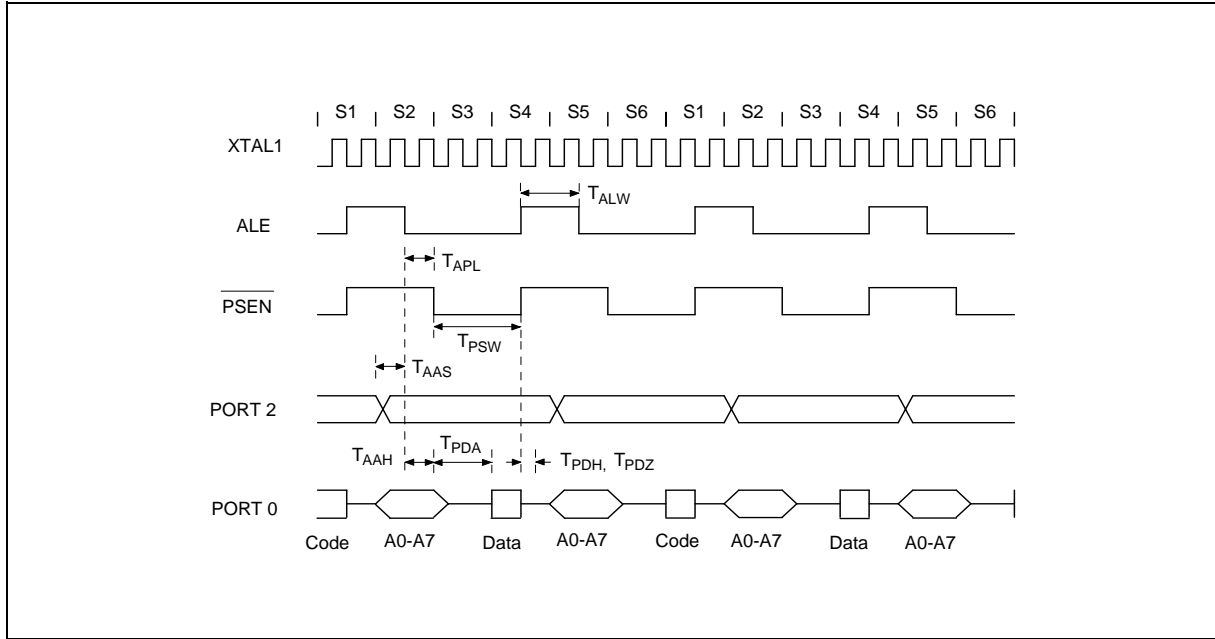 S1 S2 S3 S4 S5 S6 S1 S2 S3 S4 S5 S6
XTAL1
TALW
ALE
TAPL
PSEN
TPSW
TAAS
PORT 2
TAAH TPDA TPDH, TPDZ
PORT 0
Code A0-A7 Data A0-A7 Code A0-A7 Data A0-A7